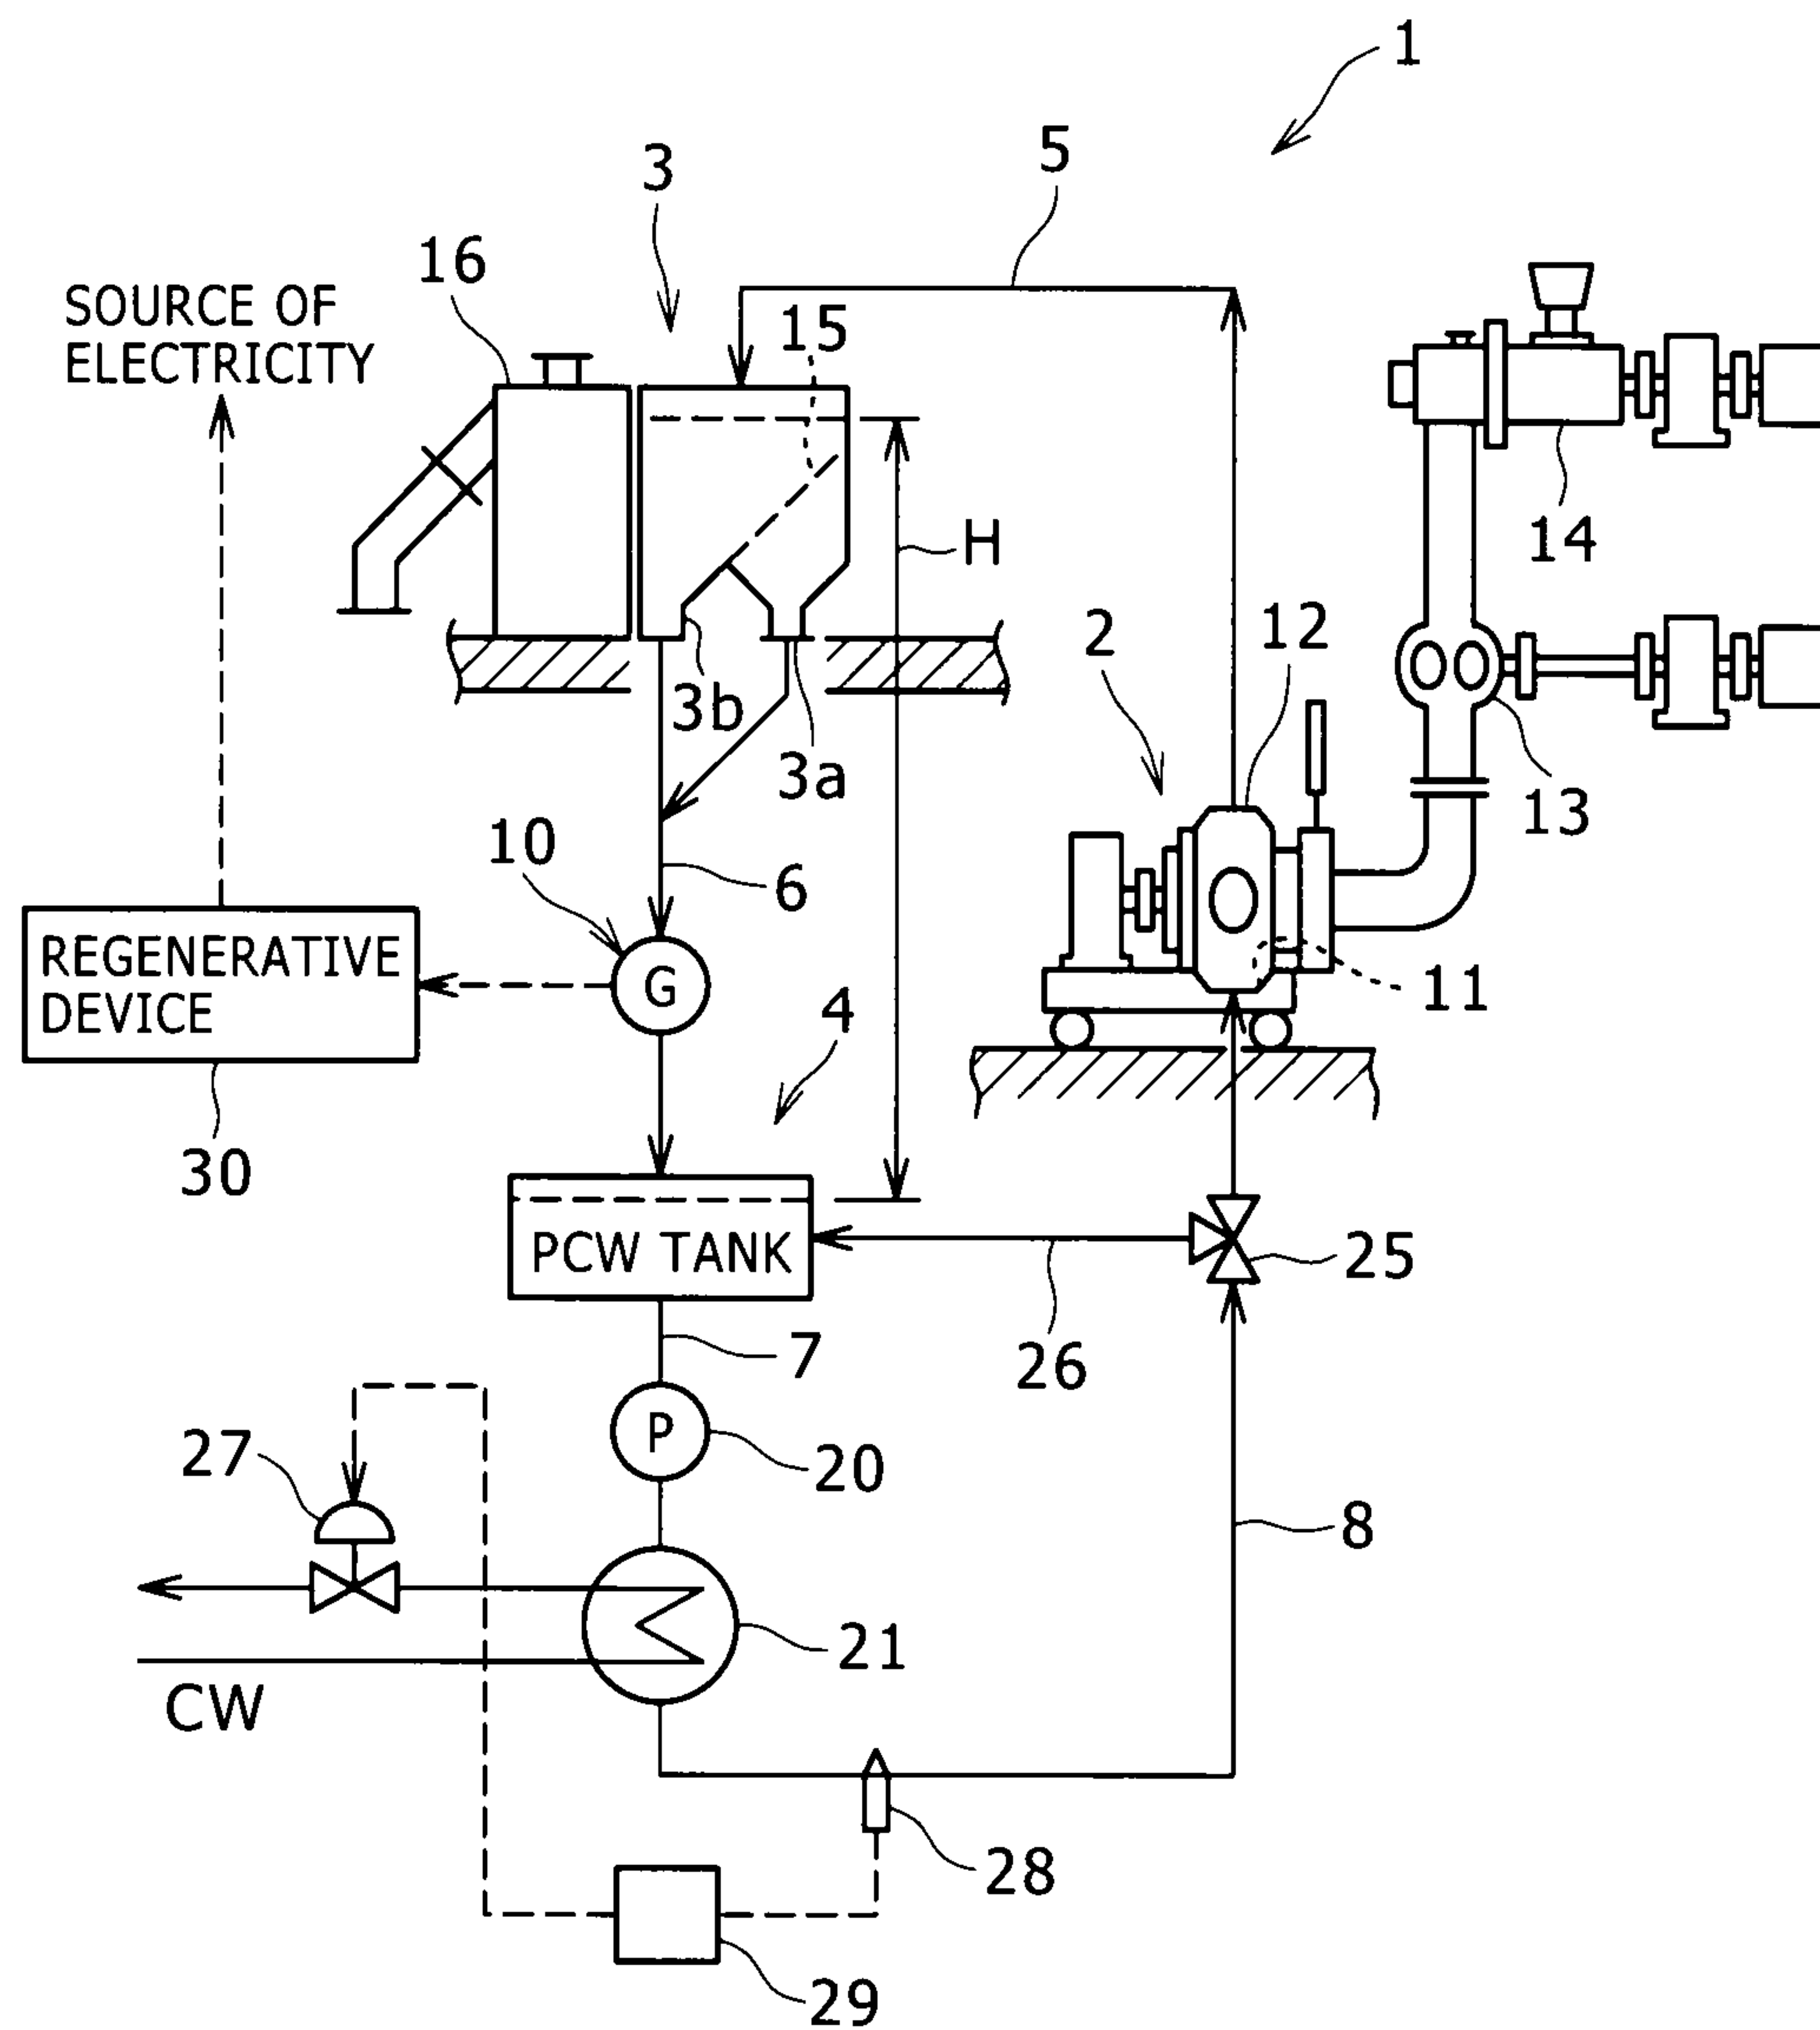 1
5
3
16
SOURCE OF
ELECTRICITY
15
H
14
2
12
3b
3a
13
10
6
REGENERATIVE
DEVICE
G
11
4
30
PCW TANK
25
26
7
27
P
20
8
21
CW
28
29